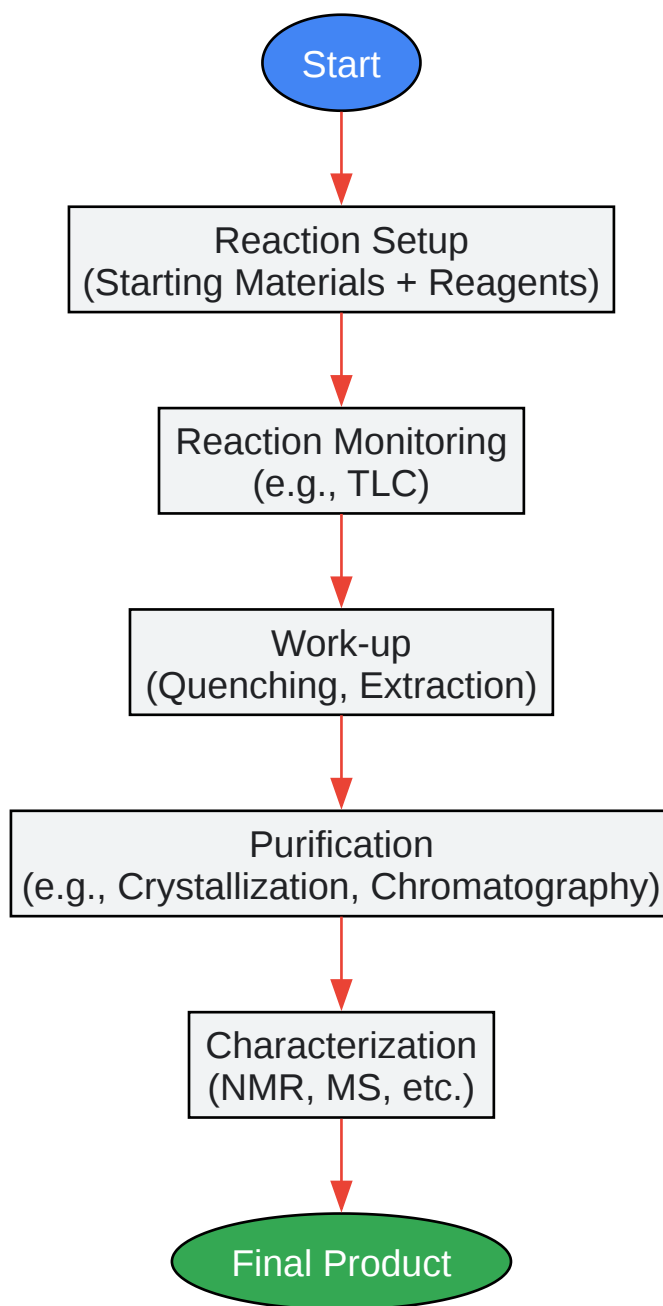 Start
Reaction Setup
(Starting Materials + Reagents)
Reaction Monitoring
(e.g., TLC)
Work-up
(Quenching, Extraction)
Purification
(e.g., Crystallization, Chromatography)
Characterization
(NMR, MS, etc.)
Final Product